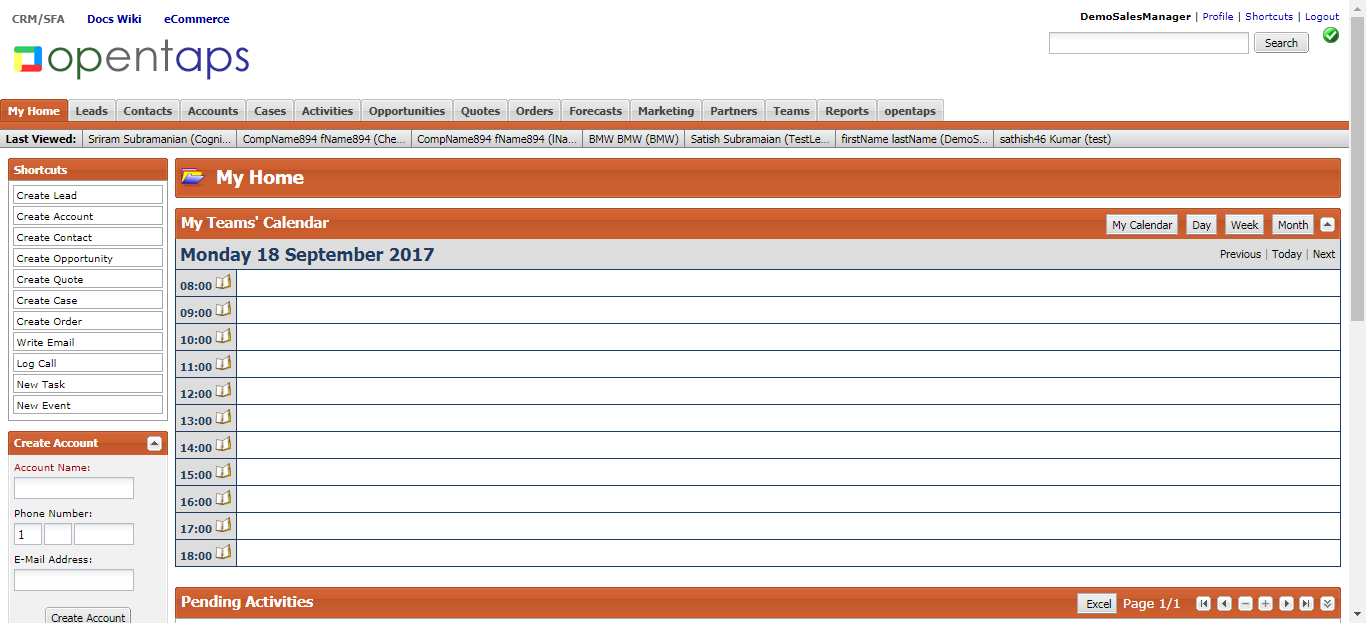 CRM/SFA Docs Wiki eCommerce
DemoSalesManager | Profile | Shortcuts | Logout
Search
opentaps
My Home Leads Contacts Accounts Cases Activities Opportunities Quotes Orders Forecasts Marketing Partners Teams Reports opentaps
Last Viewed: Sriram Subramanian (Cogni... CompName894 fName894 (Che... CompName894 fName894 (lNa... BMW BMW (BMW) Satish Subramaian (TestLe... firstName lastName (DemoS... sathish46 Kumar (test)
Shortcuts
Create Lead
Create Account
Create Contact
Create Opportunity
Create Quote
Create Case
Create Order
Write Email
Log Call
New Task
New Event
Create Account
Account Name:
Phone Number:
1
E-Mail Address:
Create Account
My Home
My Teams' Calendar My Calendar Day Week Month
Monday 18 September 2017 Previous | Today | Next
08:00
09:00
10:00
11:00
12:00
13:00
14:00
15:00
16:00
17:00
18:00
Pending Activities Excel Page 1/1